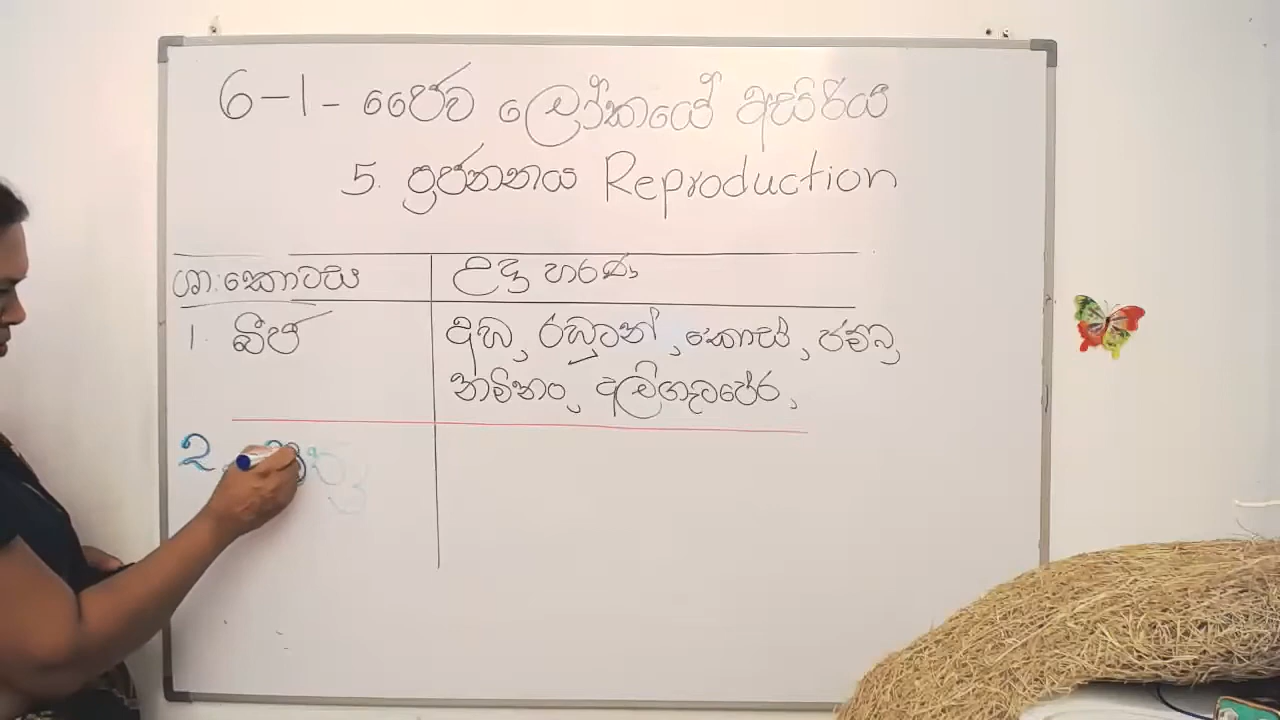 6-1- ජෛව ලෝකයේ අසිරිය
5. ප්‍රජනනය Reproduction
ශා: කොටස උදාහරණ
1. බීජ අඹ, රඹුටන්, කොස්, ජම්බු,
නාමිනං, අලිගැටපේර,
2.